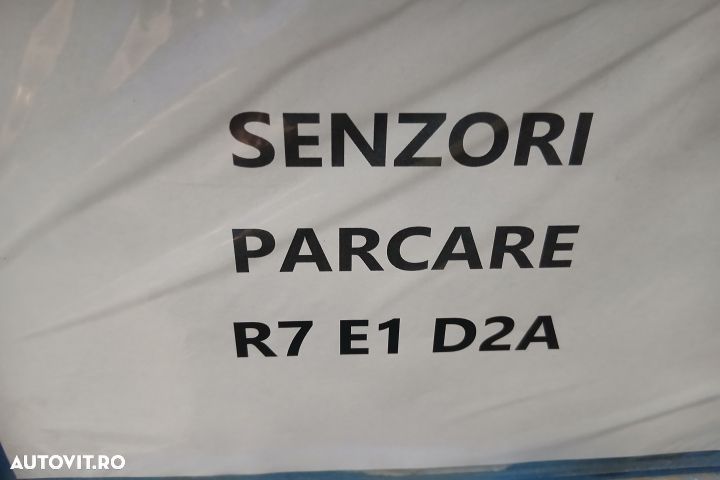 SENZORI
PARCARE
R7 E1 D2A
AUTOVIT.RO